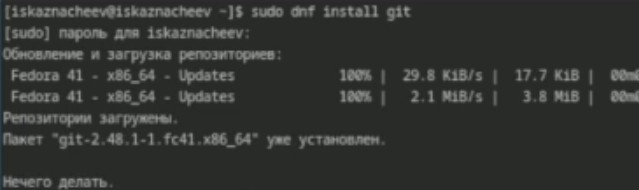 [iskaznacheev@iskaznacheev ~]$ sudo dnf install git
[sudo] пароль для iskaznacheev:
Обновление и загрузка репозиториев:
Fedora 41 - x86_64 - Updates 100% | 29.8 KiB/s | 17.7 KiB | 00m
Fedora 41 - x86_64 - Updates 100% | 2.1 MiB/s | 3.8 MiB | 00m
Репозитории загружены.
Пакет "git-2.48.1-1.fc41.x86_64" уже установлен.
Нечего делать.